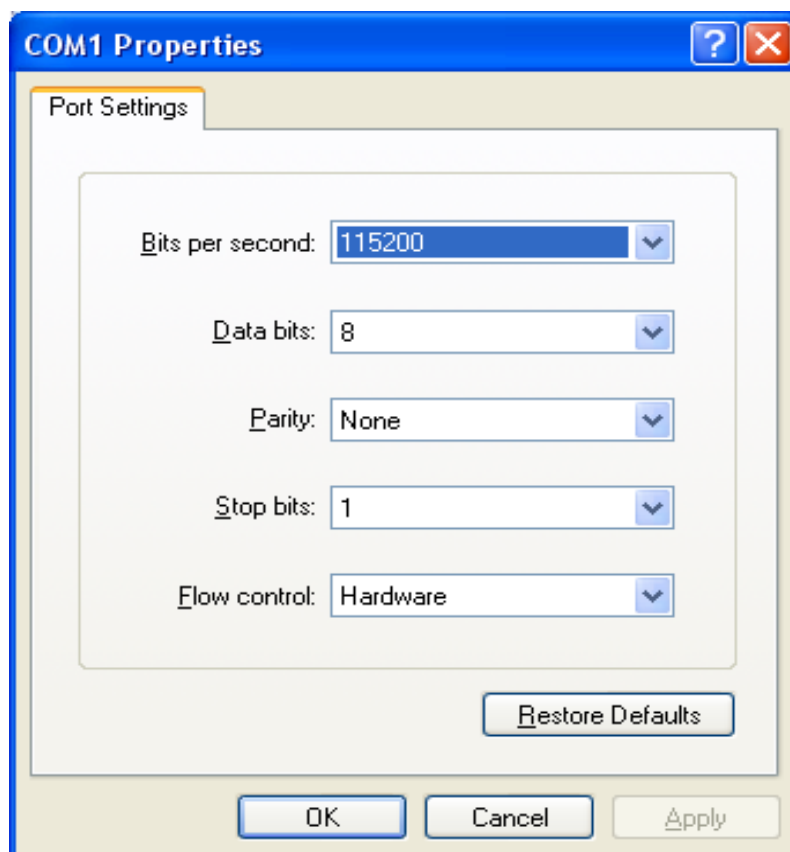 COM1 Properties
Port Settings
Bits per second: 115200
Data bits: 8
Parity: None
Stop bits: 1
Flow control: Hardware
Restore Defaults
OK Cancel Apply